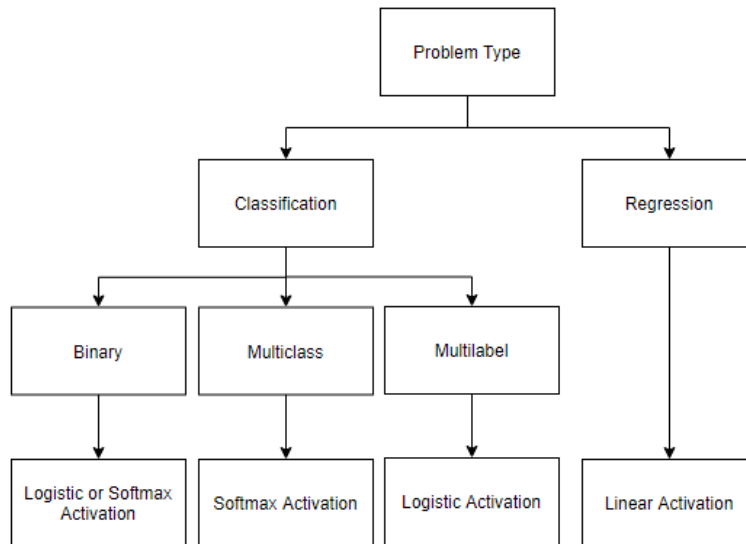 Problem Type
Classification
Regression
Binary
Multiclass
Multilabel
Logistic or Softmax
Activation
Softmax Activation
Logistic Activation
Linear Activation